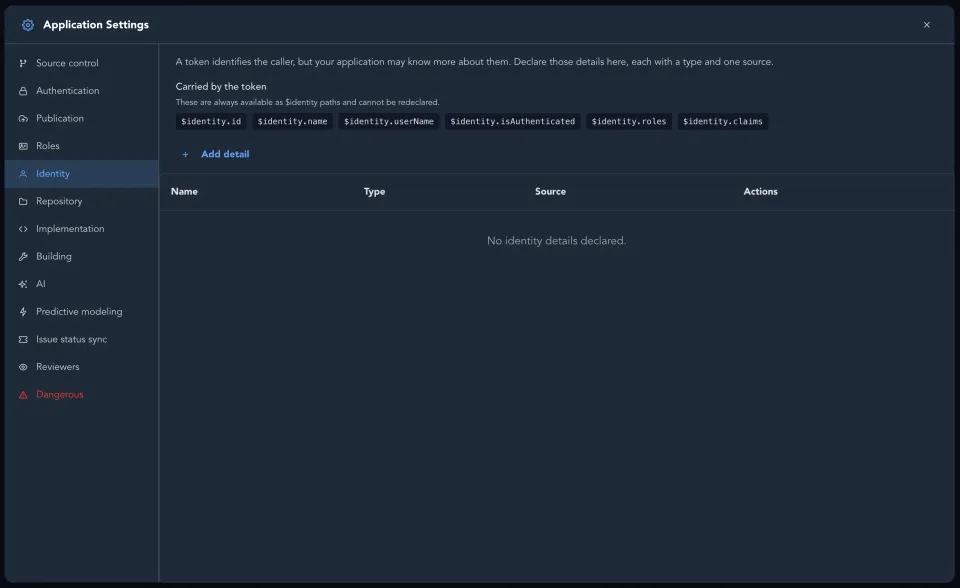 Application Settings
Source control
Authentication
Publication
Roles
Identity
Repository
Implementation
Building
AI
Predictive modeling
Issue status sync
Reviewers
Dangerous
A token identifies the caller, but your application may know more about them. Declare those details here, each with a type and one source.
Carried by the token
These are always available as $identity paths and cannot be redeclared.
$identity.id $identity.name $identity.userName $identity.isAuthenticated $identity.roles $identity.claims
+ Add detail
Name Type Source Actions
No identity details declared.